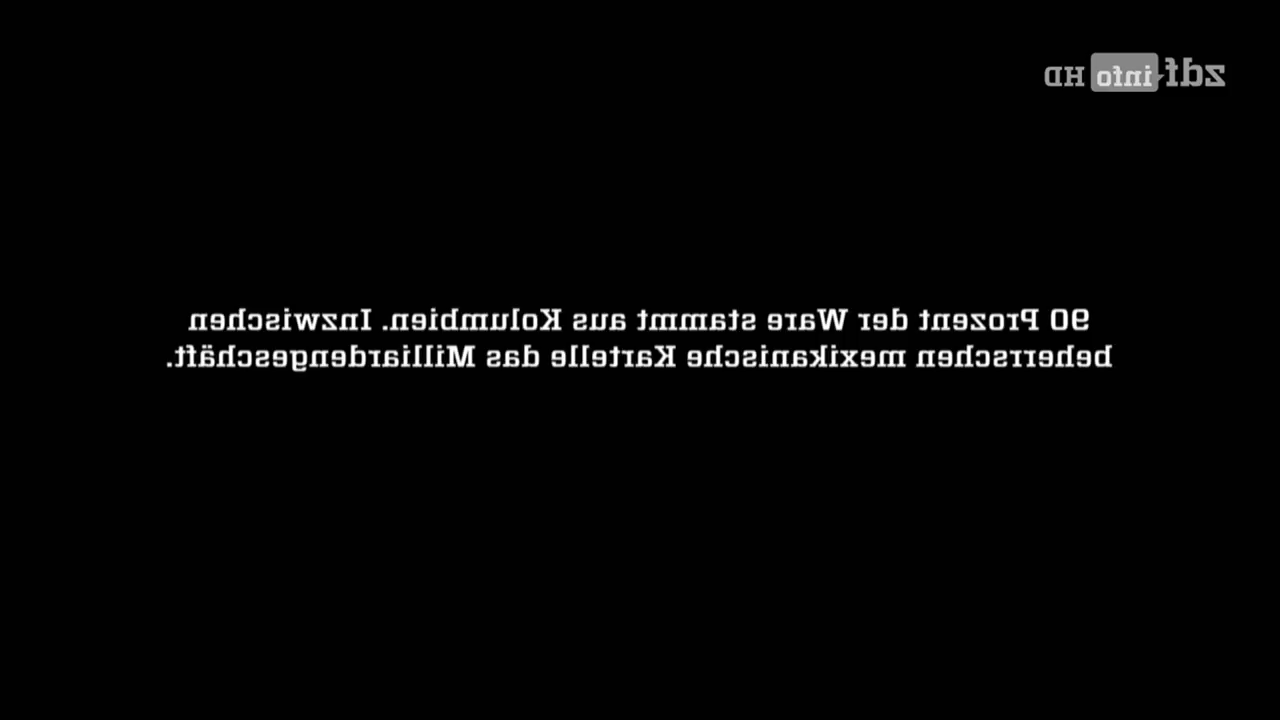 zdf info HD
90 Prozent der Ware stammt aus Kolumbien. Inzwischen
beherrschen mexikanische Kartelle das Milliardengeschäft.